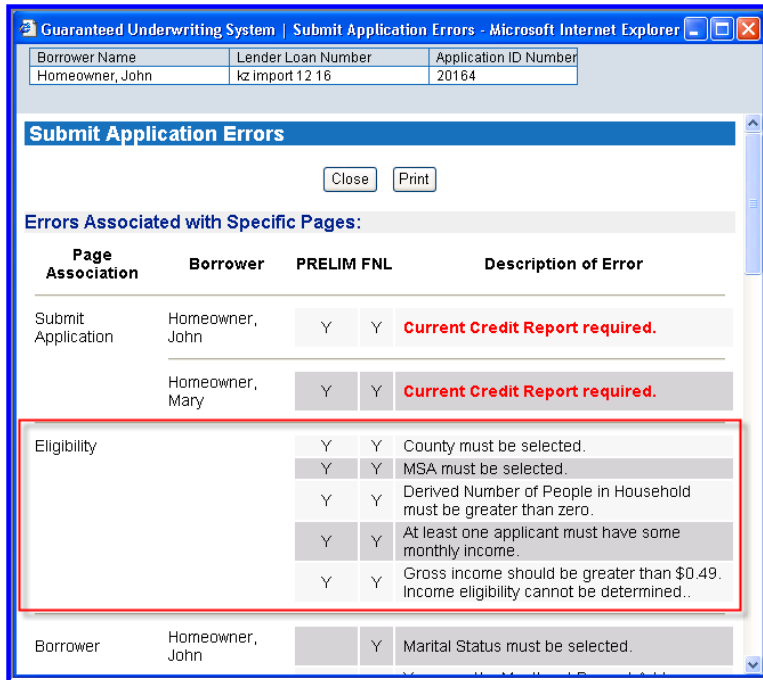 Guaranteed Underwriting System | Submit Application Errors - Microsoft Internet Explorer
Borrower Name Lender Loan Number Application ID Number
Homeowner, John kz import 12 16 20164
Submit Application Errors
Close Print
Errors Associated with Specific Pages:
Page Association Borrower PRELIM FNL Description of Error
Submit Application Homeowner, John Y Y Current Credit Report required.
Homeowner, Mary Y Y Current Credit Report required.
Eligibility Y Y County must be selected.
Y Y MSA must be selected.
Y Y Derived Number of People in Household
must be greater than zero.
Y Y At least one applicant must have some
monthly income.
Y Y Gross income should be greater than $0.49.
Income eligibility cannot be determined..
Borrower Homeowner, John Y Marital Status must be selected.